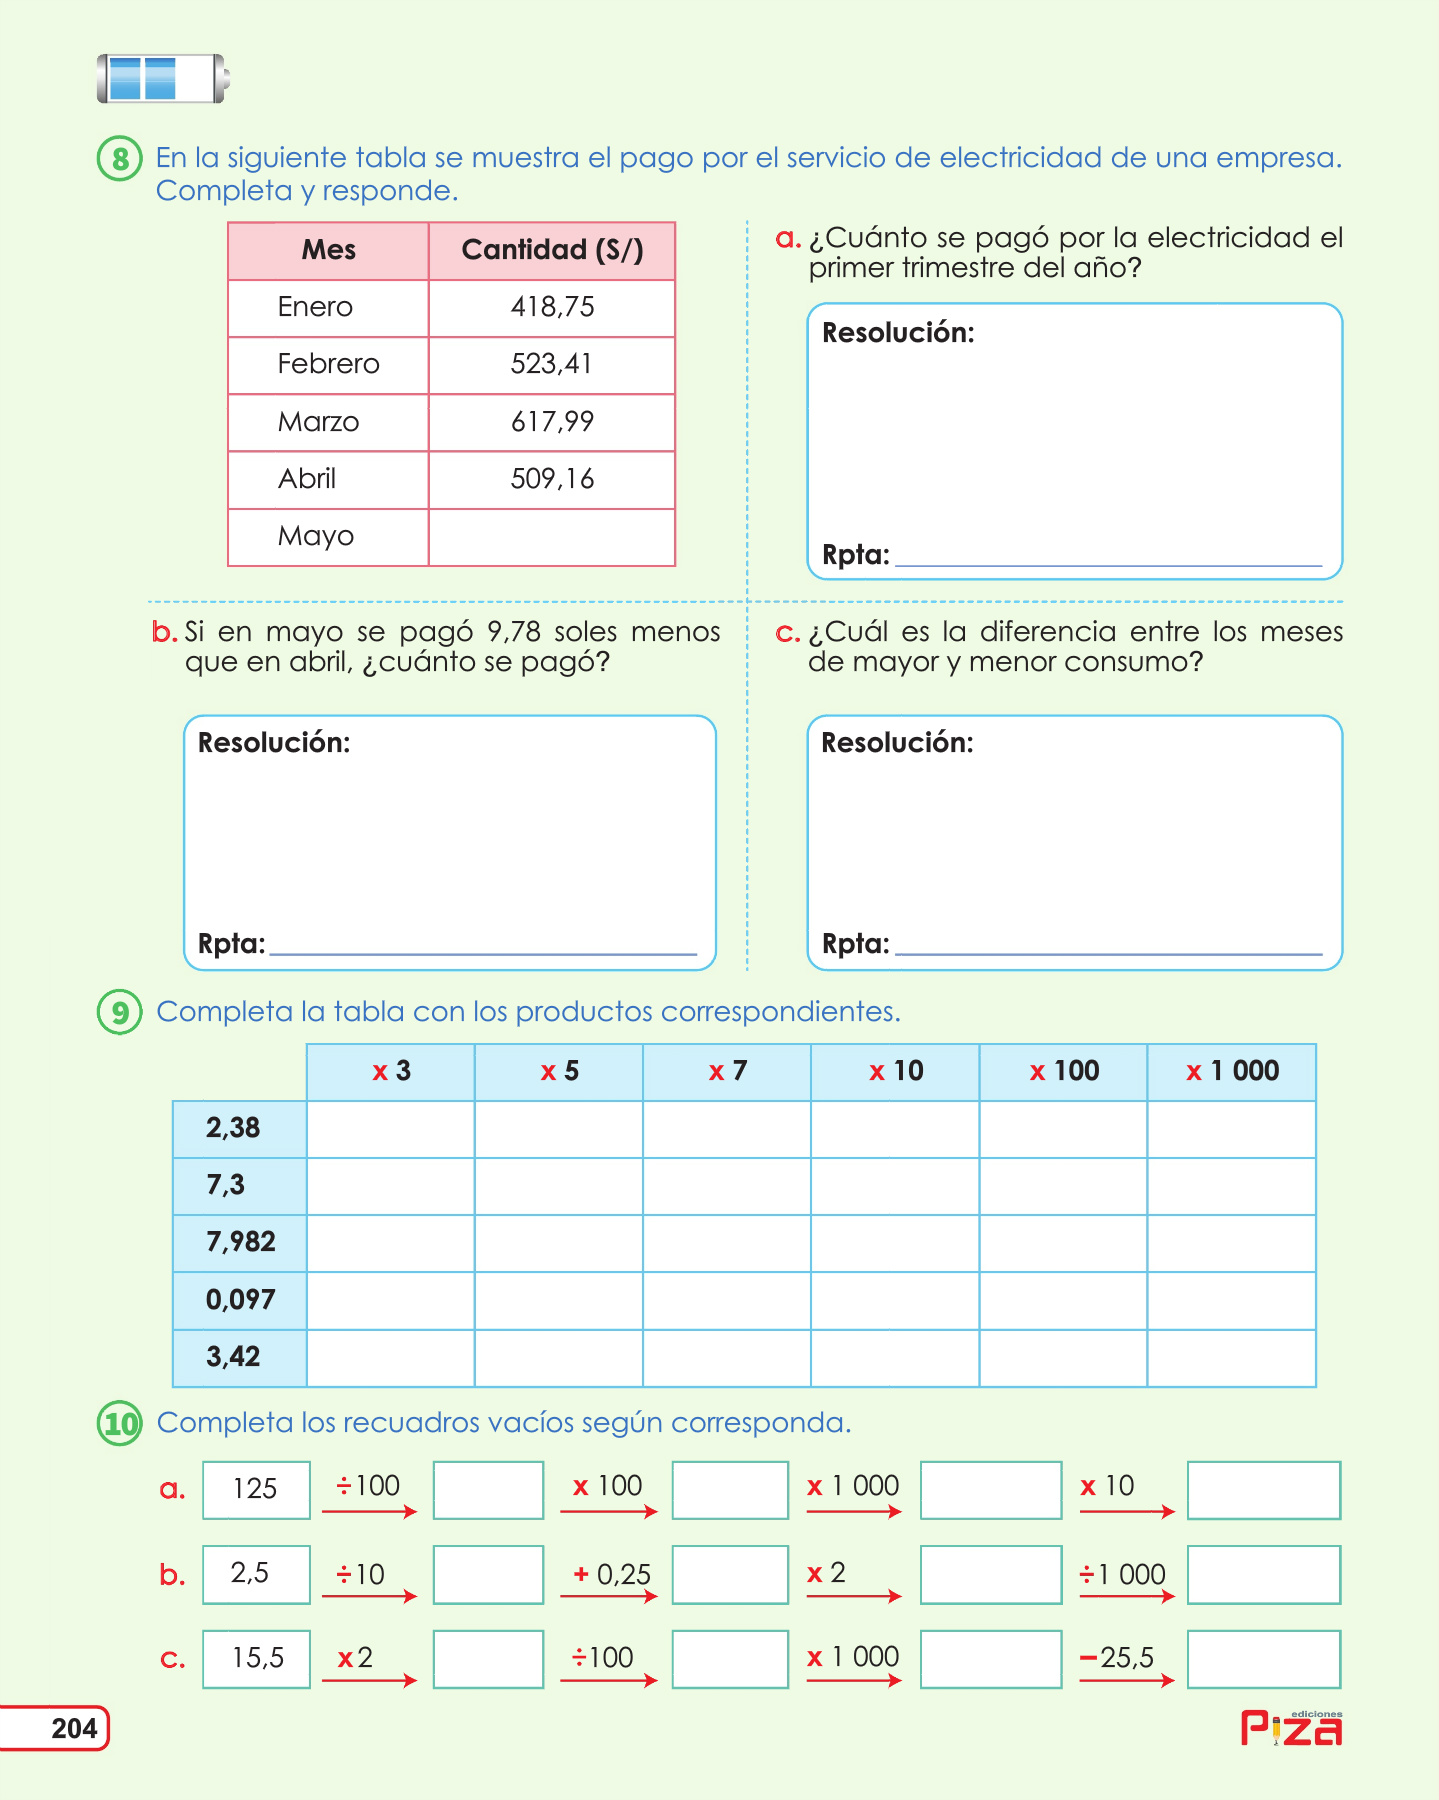 8 En la siguiente tabla se muestra el pago por el servicio de electricidad de una empresa.
Completa y responde.
Mes Cantidad (S/)
Enero 418,75
Febrero 523,41
Marzo 617,99
Abril 509,16
Mayo
a. ¿Cuánto se pagó por la electricidad el
primer trimestre del año?
Resolución:
Rpta:
b. Si en mayo se pagó 9,78 soles menos
que en abril, ¿cuánto se pagó?
Resolución:
Rpta:
c. ¿Cuál es la diferencia entre los meses
de mayor y menor consumo?
Resolución:
Rpta:
9 Completa la tabla con los productos correspondientes.
x 3 x 5 x 7 x 10 x 100 x 1 000
2,38
7,3
7,982
0,097
3,42
10 Completa los recuadros vacíos según corresponda.
a. 125 ÷100 x 100 x 1 000 x 10
b. 2,5 ÷10 + 0,25 x 2 ÷1 000
c. 15,5 x 2 ÷100 x 1 000 −25,5
204
ediciones
Piza